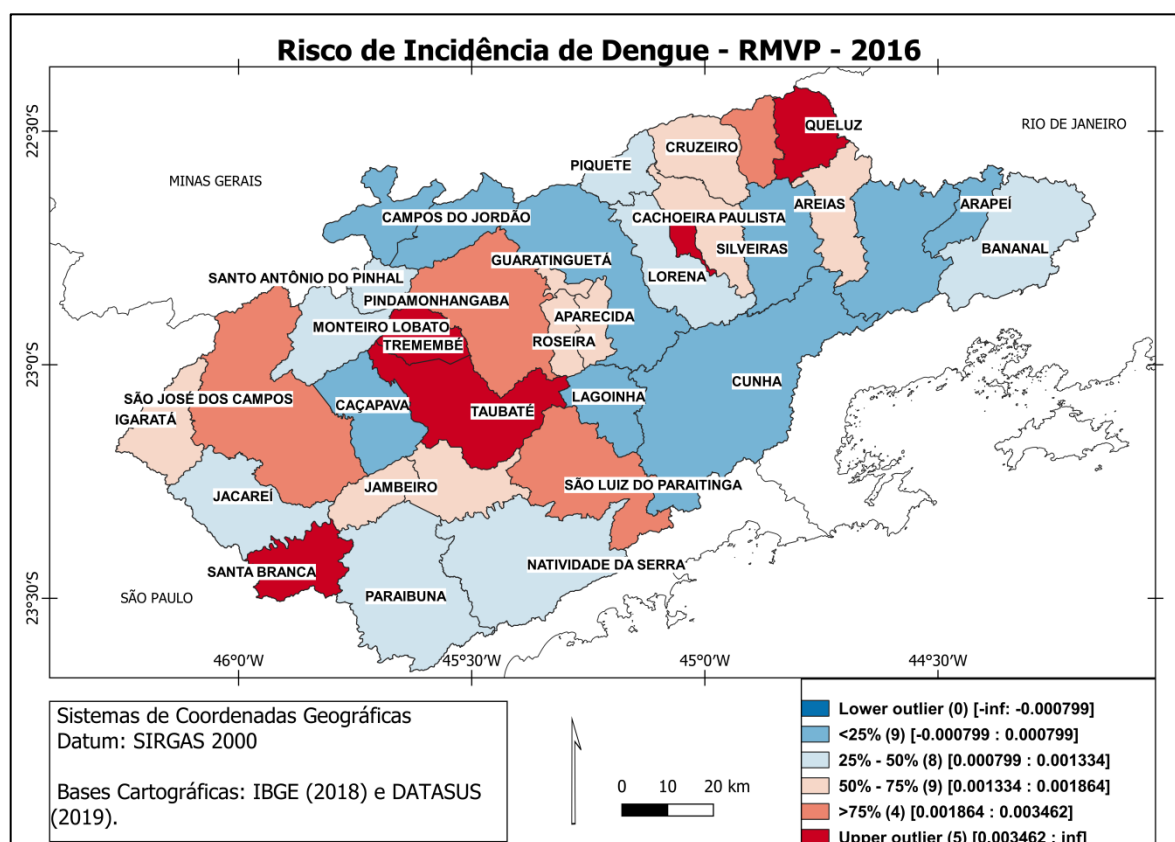 Risco de Incidência de Dengue - RMVP - 2016
22°30'S
QUELUZ
RIO DE JANEIRO
CRUZEIRO
PIQUETE
MINAS GERAIS
CAMPOS DO JORDÃO
CACHOEIRA PAULISTA
AREIAS
ARAPEÍ
SILVEIRAS
BANANAL
GUARATINGUETÁ
SANTO ANTÔNIO DO PINHAL
LORENA
PINDAMONHANGABA
APARECIDA
MONTEIRO LOBATO
ROSEIRA
TREMEMBÉ
23°00'S
CUNHA
SÃO JOSÉ DOS CAMPOS
CAÇAPAVA
LAGOINHA
TAUBATÉ
IGARATÁ
JAMBEIRO
SÃO LUIZ DO PARAITINGA
JACAREÍ
NATIVIDADE DA SERRA
SANTA BRANCA
PARAIBUNA
SÃO PAULO
23°30'S
46°0'W
45°30'W
45°0'W
44°30'W
Sistemas de Coordenadas Geográficas
Datum: SIRGAS 2000
Bases Cartográficas: IBGE (2018) e DATASUS
(2019).
0 10 20 km
Lower outlier (0) [-inf: -0.000799]
<25% (9) [-0.000799 : 0.000799]
25% - 50% (8) [0.000799 : 0.001334]
50% - 75% (9) [0.001334 : 0.001864]
>75% (4) [0.001864 : 0.003462]
Upper outlier (5) [0.003462 : inf]